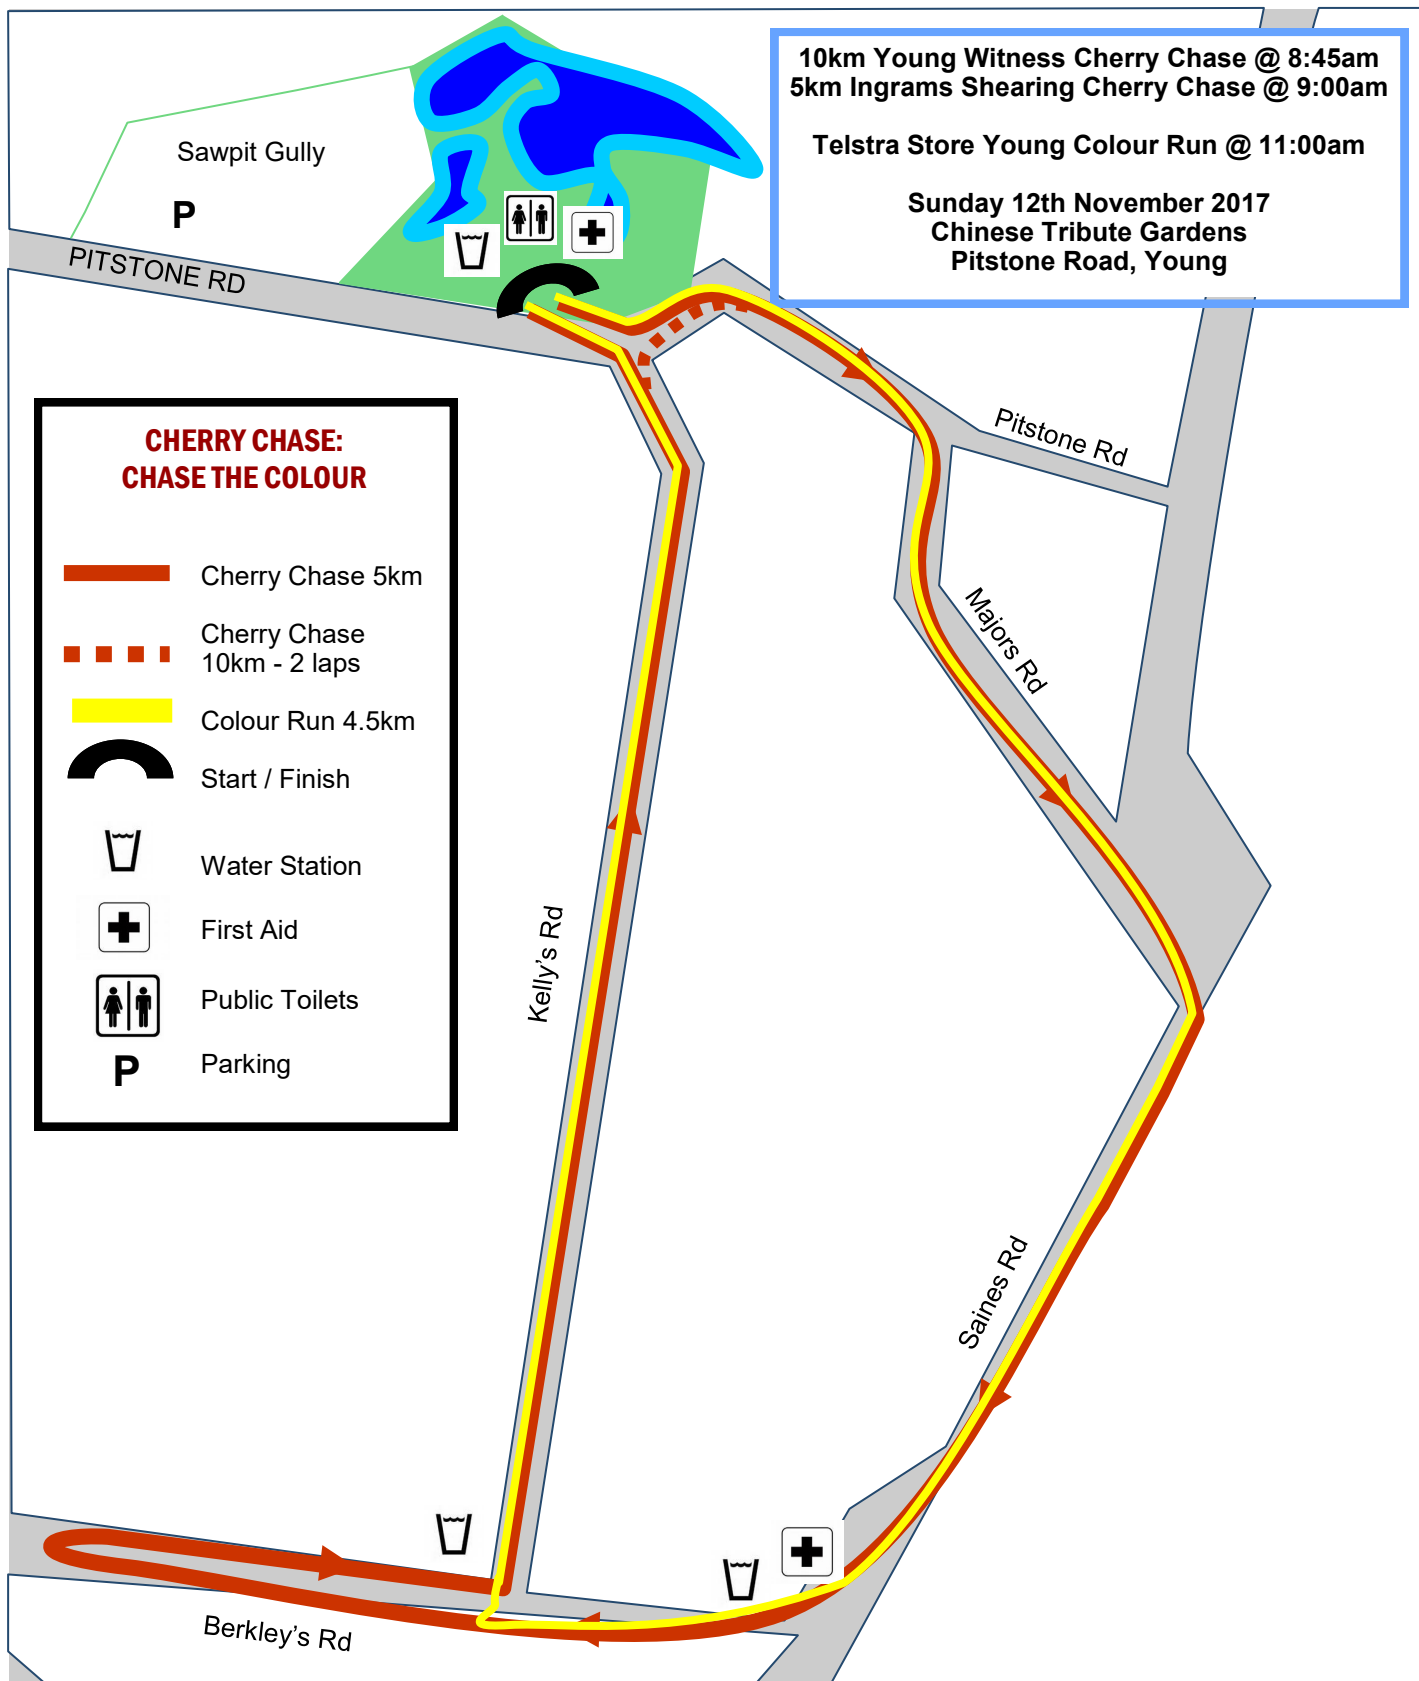 10km Young Witness Cherry Chase @ 8:45am
5km Ingrams Shearing Cherry Chase @ 9:00am
Telstra Store Young Colour Run @ 11:00am
Sunday 12th November 2017
Chinese Tribute Gardens
Pitstone Road, Young
Sawpit Gully
P
PITSTONE RD
Pitstone Rd
CHERRY CHASE:
CHASE THE COLOUR
Cherry Chase 5km
Cherry Chase
10km - 2 laps
Colour Run 4.5km
Start / Finish
Water Station
First Aid
Public Toilets
P
Parking
Majors Rd
Kelly's Rd
Saines Rd
Berkley's Rd